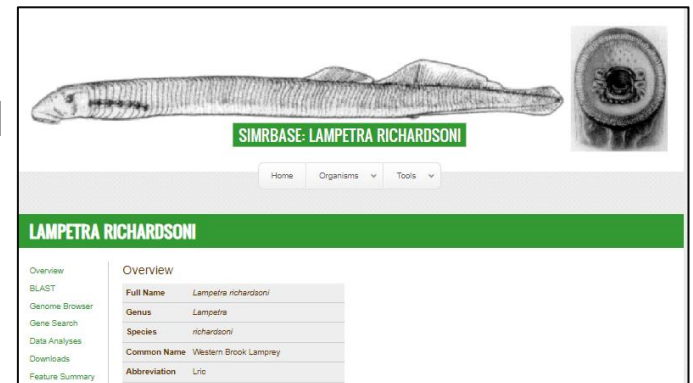 SIMRBASE: LAMPETRA RICHARDSONI
Home Organisms Tools
LAMPETRA RICHARDSONI
Overview
BLAST
Genome Browser
Gene Search
Data Analyses
Downloads
Feature Summary
Overview
Full Name Lampetra richardsoni
Genus Lampetra
Species richardsoni
Common Name Western Brook Lamprey
Abbreviation Lric